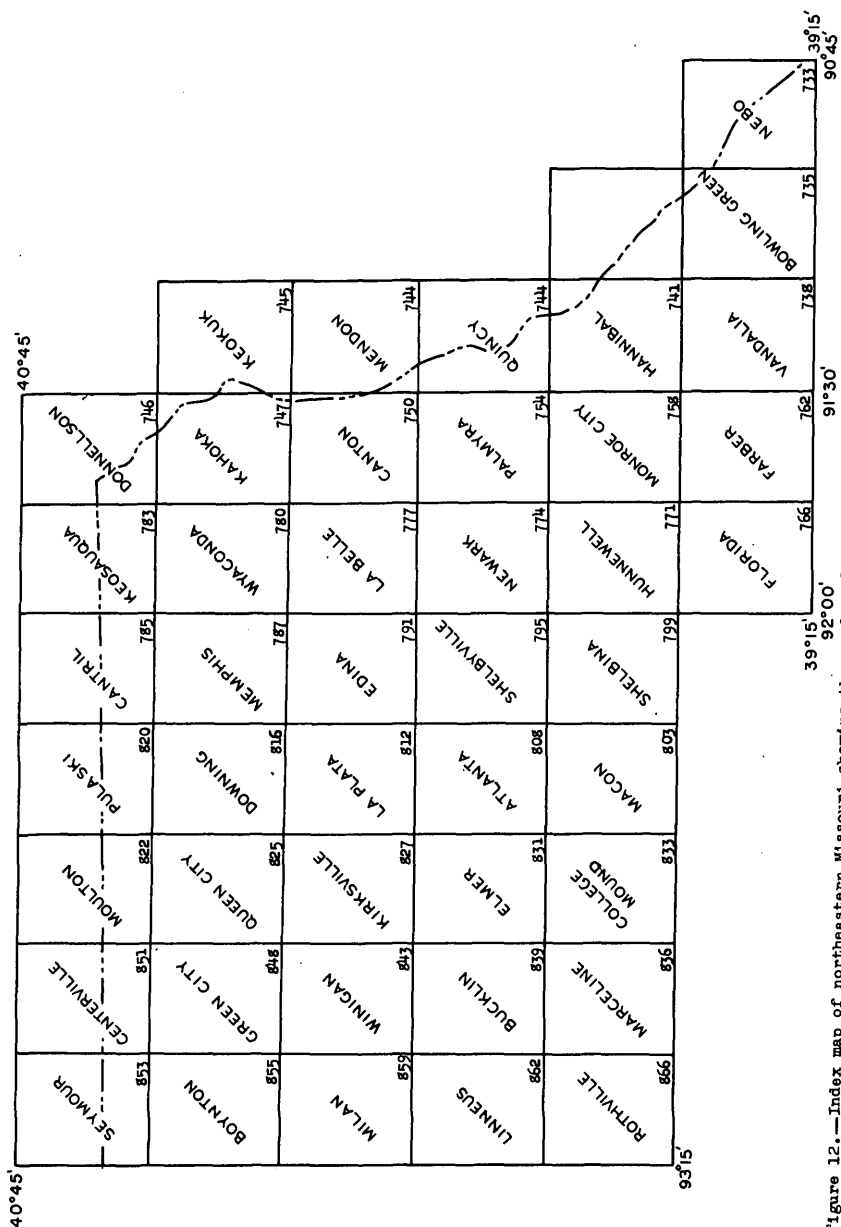 40°45'
40°45'
SEYMOUR
853
CENTERVILLE
851
MOULTON
822
PULASKI
820
CANTRIL
785
KEOSAUQUA
783
DONNELLSON
746
BOYNTON
855
GREEN CITY
848
QUEEN CITY
825
DOWNING
816
MEMPHIS
787
WYACONDA
780
KAHOKA
747
KEOKUK
745
MILAN
859
WINIGAN
843
KIRKSVILLE
827
LA PLATA
812
EDINA
791
LA BELLE
777
CANTON
750
MENDON
744
LINNEUS
862
BUCKLIN
839
ELMER
831
ATLANTA
808
SHELBYVILLE
795
NEWARK
774
PALMYRA
754
QUINCY
744
ROTHVILLE
866
MARCELINE
836
COLLEGE
MOUND
833
MACON
803
SHELBINA
799
HUNNEWELL
771
MONROE CITY
758
HANNIBAL
741
FLORIDA
766
FARBER
762
VANDALIA
738
BOWLING GREEN
735
NEBO
733
93°15'
39°15'
92°00'
91°30'
39°15'
90°45'
Figure 12.—Index map of northeastern Missouri showing